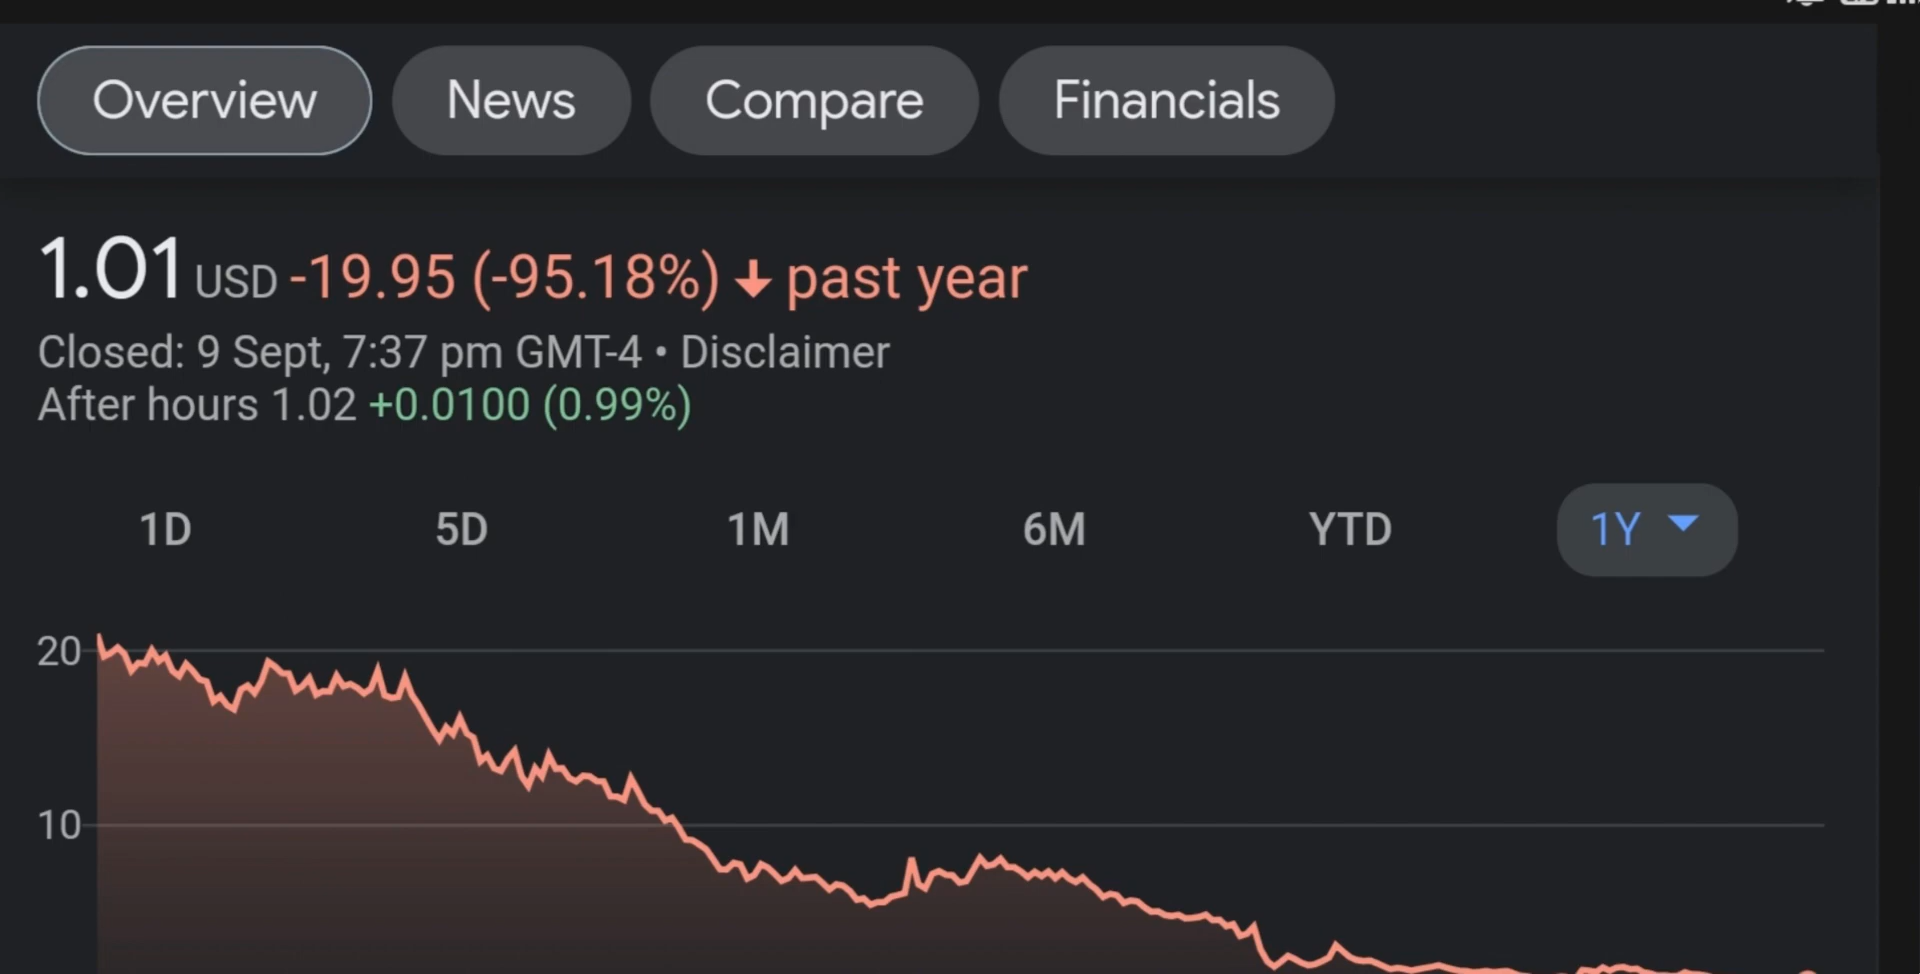 Overview News Compare Financials
1.01 USD -19.95 (-95.18%) ↓ past year
Closed: 9 Sept, 7:37 pm GMT-4 • Disclaimer
After hours 1.02 +0.0100 (0.99%)
1D 5D 1M 6M YTD 1Y
20
10